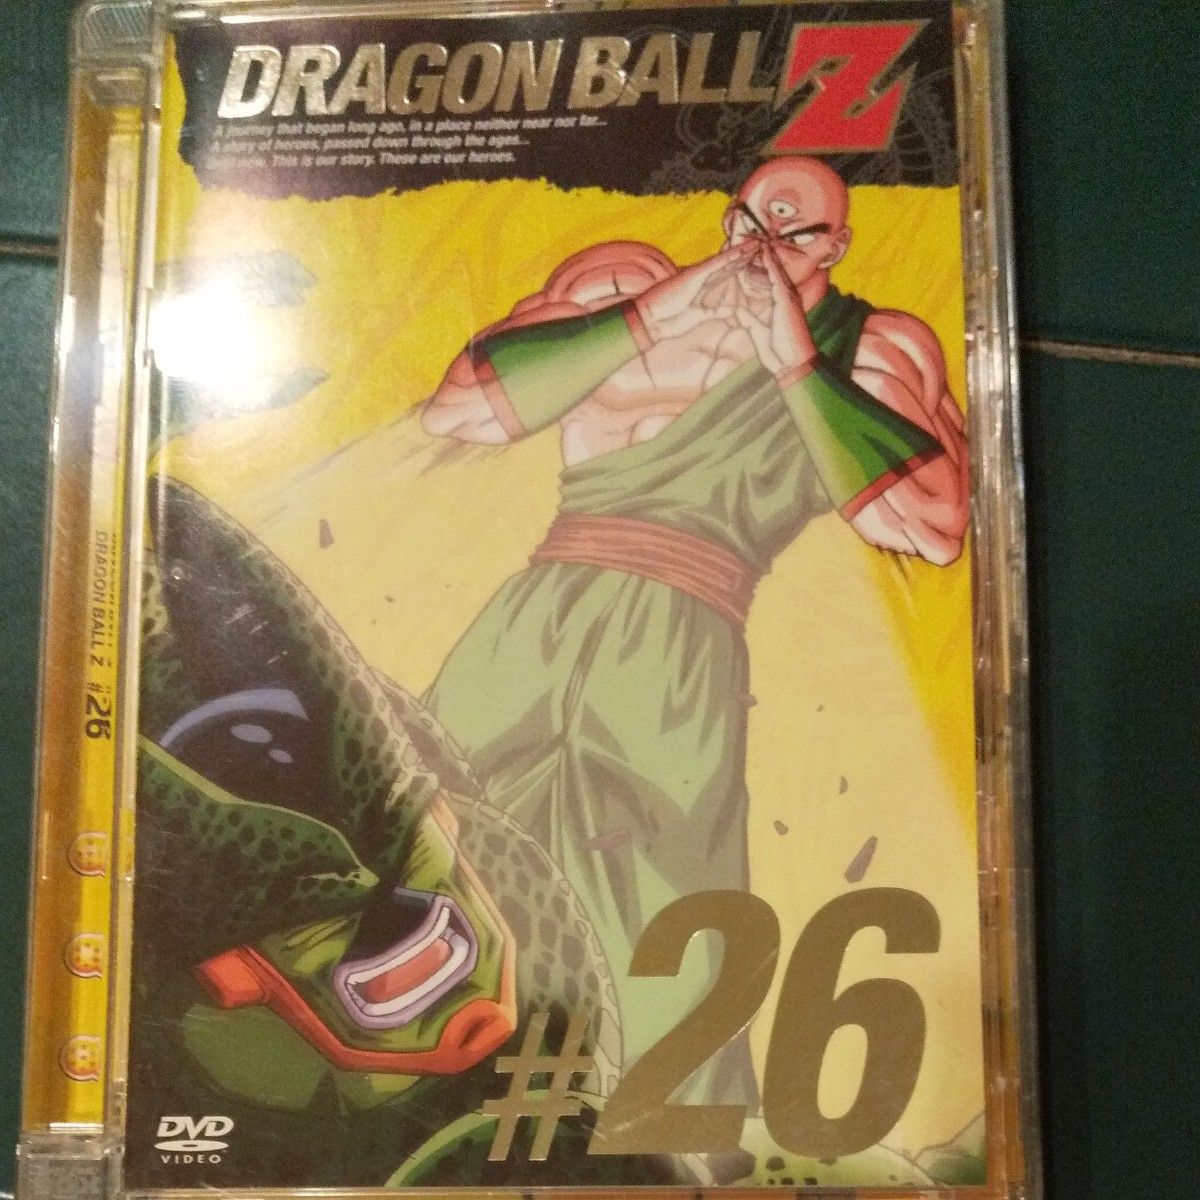 DRAGON BALL Z
A journey that began long ago, in a place neither near nor far...
A story of heroes, passed down through the ages...
now. This is our story. These are our heroes.
DRAGON BALL Z #26
#26
DVD
VIDEO